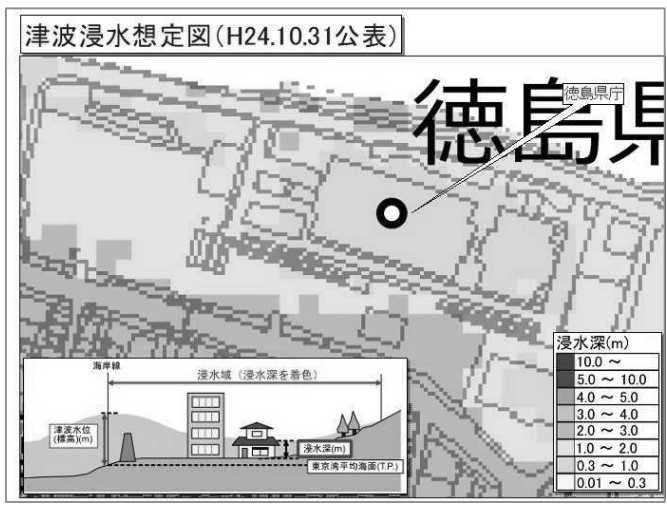 津波浸水想定図(H24.10.31公表)
徳島県
徳島県庁
浸水深(m)
10.0 ~
5.0 ~ 10.0
4.0 ~ 5.0
3.0 ~ 4.0
2.0 ~ 3.0
1.0 ~ 2.0
0.3 ~ 1.0
0.01 ~ 0.3
海岸線
浸水域(浸水深を着色)
津波水位
(標高)(m)
浸水深(m)
東京湾平均海面(T.P.)